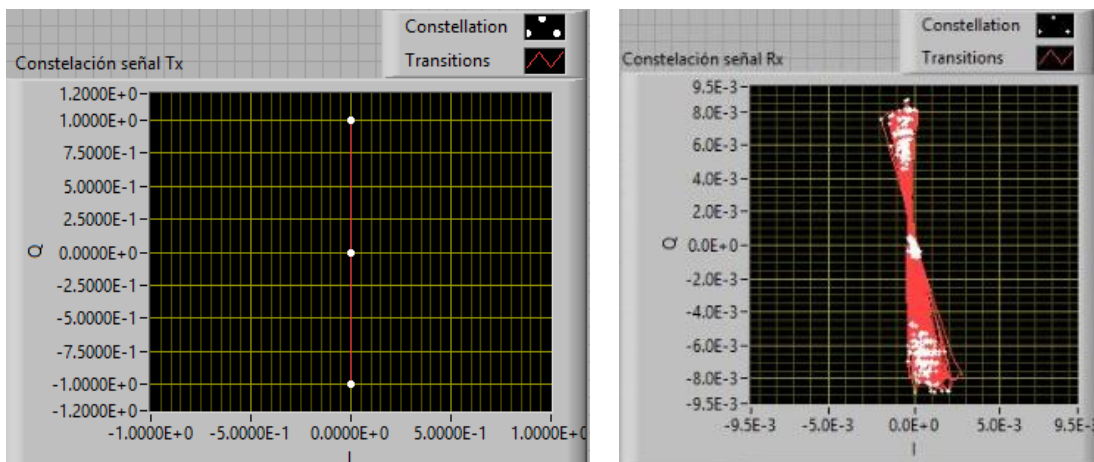 Constellation
Transitions
Constelación señal Tx
1.2000E+0
1.0000E+0
7.5000E-1
5.0000E-1
2.5000E-1
0.0000E+0
-2.5000E-1
-5.0000E-1
-7.5000E-1
-1.0000E+0
-1.2000E+0
Q
-1.0000E+0 -5.0000E-1 0.0000E+0 5.0000E-1 1.0000E+0
I
Constellation
Transitions
Constelación señal Rx
9.5E-3
8.0E-3
6.0E-3
4.0E-3
2.0E-3
0.0E+0
-2.0E-3
-4.0E-3
-6.0E-3
-8.0E-3
-9.5E-3
Q
-9.5E-3 -5.0E-3 0.0E+0 5.0E-3 9.5E-3
I